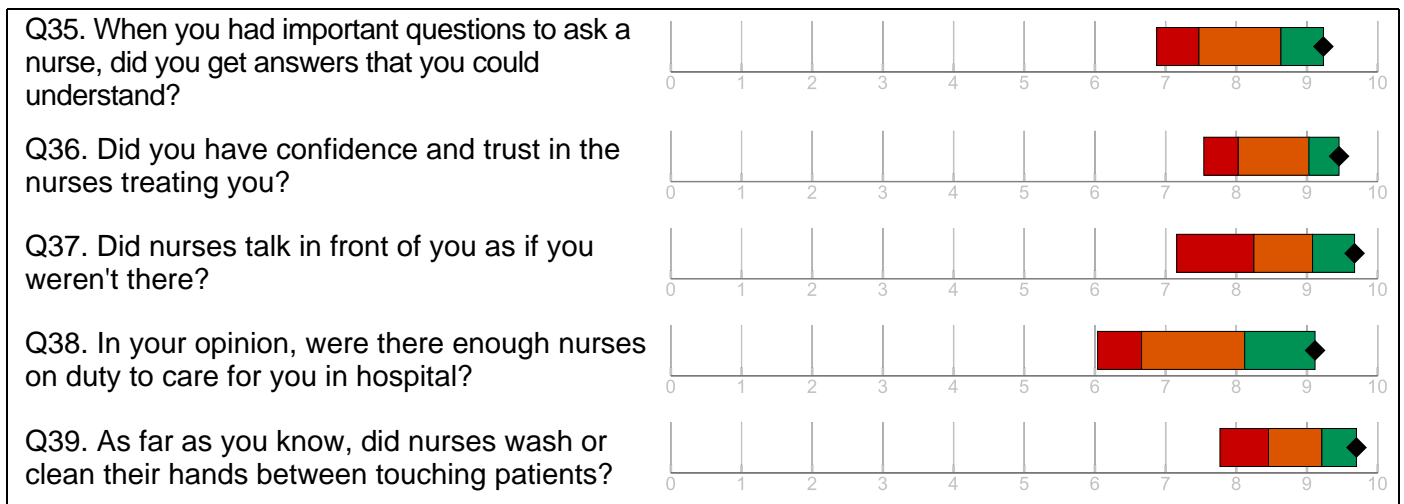 Q35. When you had important questions to ask a
nurse, did you get answers that you could
understand?
0 1 2 3 4 5 6 7 8 9 10
Q36. Did you have confidence and trust in the
nurses treating you?
0 1 2 3 4 5 6 7 8 9 10
Q37. Did nurses talk in front of you as if you
weren't there?
0 1 2 3 4 5 6 7 8 9 10
Q38. In your opinion, were there enough nurses
on duty to care for you in hospital?
0 1 2 3 4 5 6 7 8 9 10
Q39. As far as you know, did nurses wash or
clean their hands between touching patients?
0 1 2 3 4 5 6 7 8 9 10